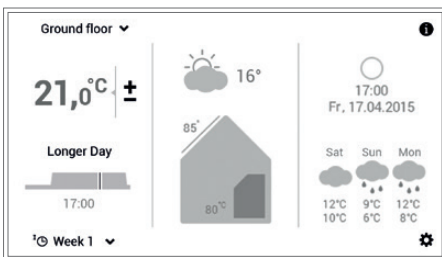 Ground floor
21,0°C ±
Longer Day
17:00
Week 1
16°
85°
80°C
17:00
Fr, 17.04.2015
Sat Sun Mon
12°C 9°C 12°C
10°C 6°C 8°C